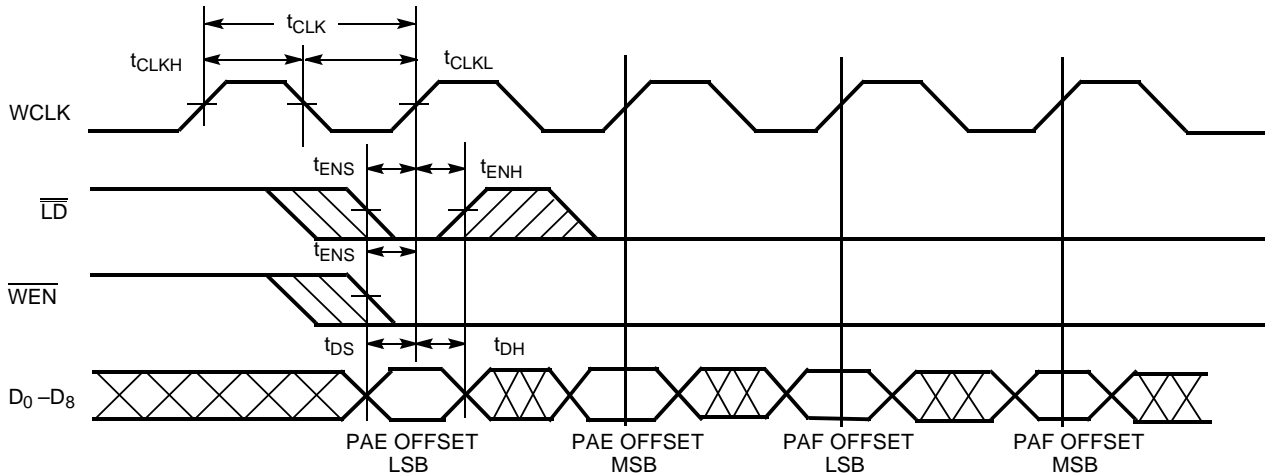 tCLK
tCLKH
tCLKL
WCLK
tENS
tENH
LD
tENS
WEN
tDS
tDH
D0 –D8
PAE OFFSET
LSB
PAE OFFSET
MSB
PAF OFFSET
LSB
PAF OFFSET
MSB